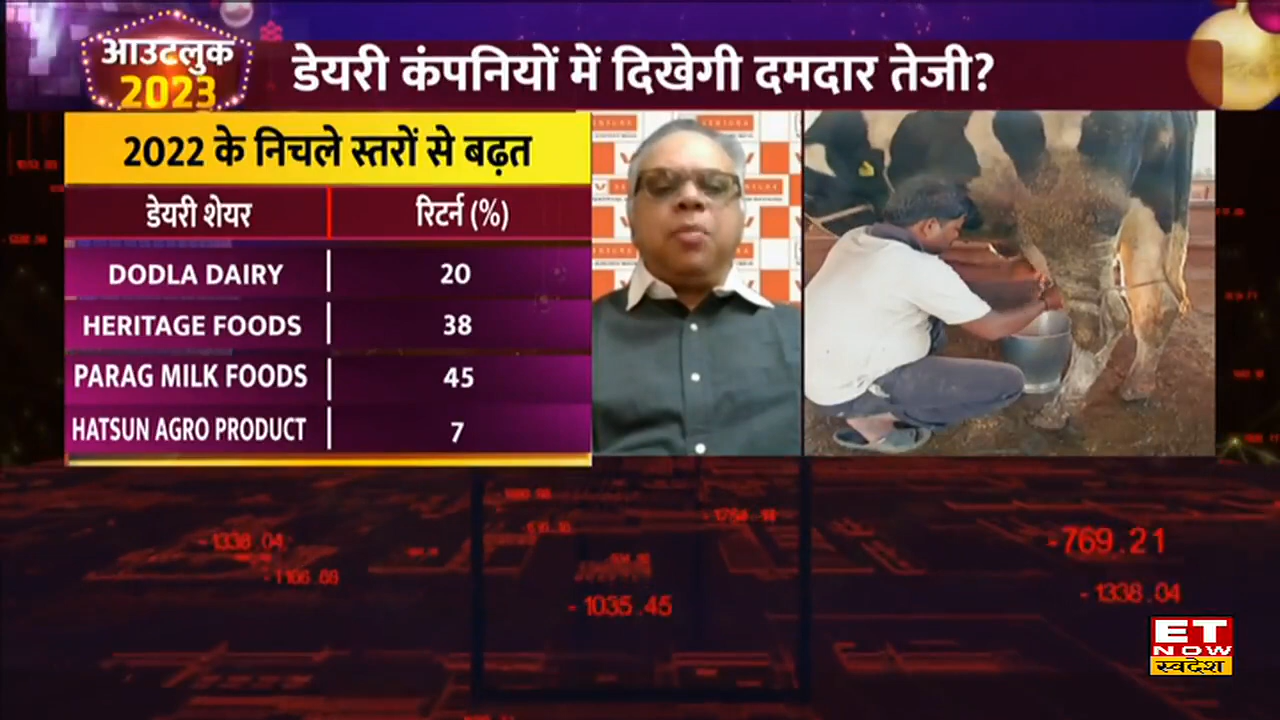 आउटलुक
2023
डेयरी कंपनियों में दिखेगी दमदार तेजी?
2022 के निचले स्तरों से बढ़त
डेयरी शेयर
रिटर्न (%)
DODLA DAIRY
20
HERITAGE FOODS
38
PARAG MILK FOODS
45
HATSUN AGRO PRODUCT
7
-1338.04
-1106.68
-1035.45
-769.21
-1338.04
ET
NOW
स्वदेश